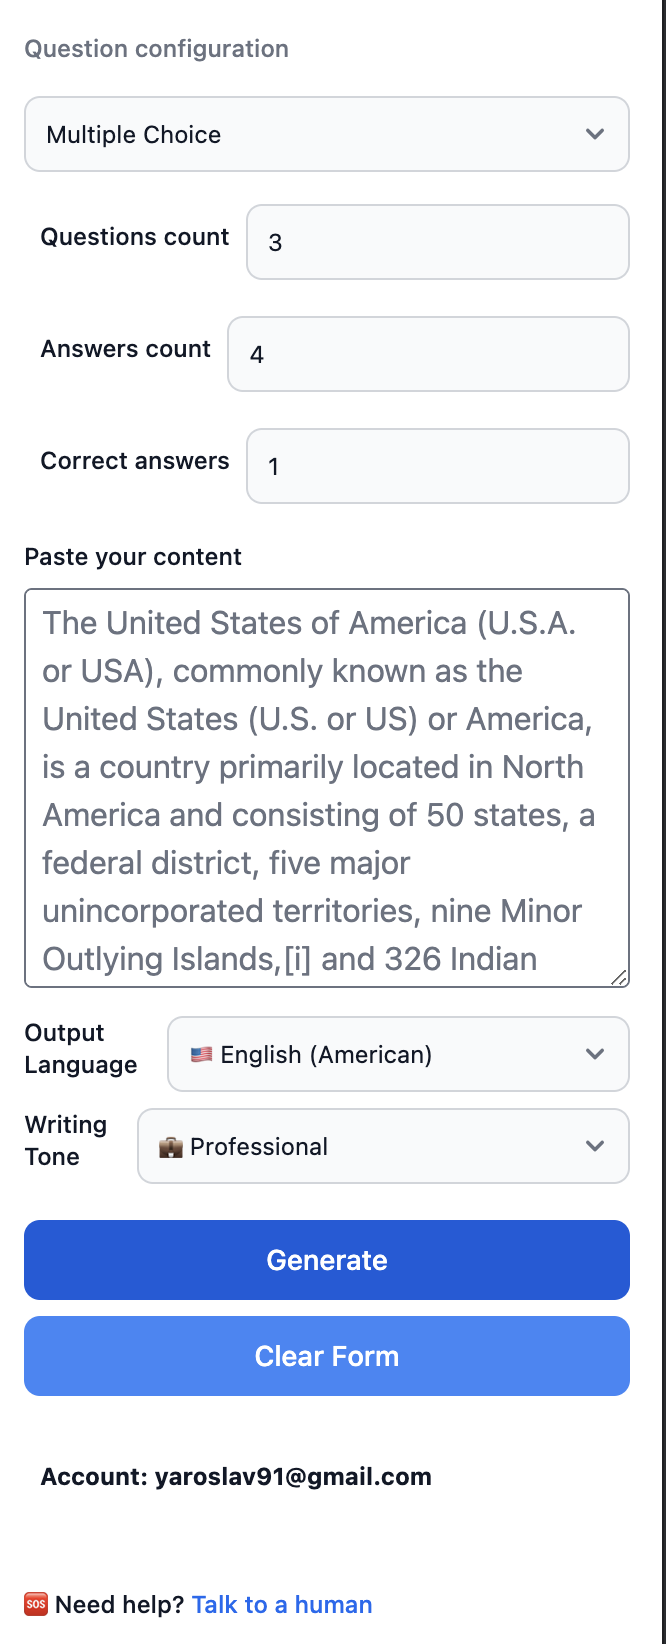 Question configuration
Multiple Choice
Questions count
3
Answers count
4
Correct answers
1
Paste your content
The United States of America (U.S.A.
or USA), commonly known as the
United States (U.S. or US) or America,
is a country primarily located in North
America and consisting of 50 states, a
federal district, five major
unincorporated territories, nine Minor
Outlying Islands,[i] and 326 Indian
Output
Language
🇺🇸 English (American)
Writing
Tone
💼 Professional
Generate
Clear Form
Account: yaroslav91@gmail.com
🆘 Need help? Talk to a human